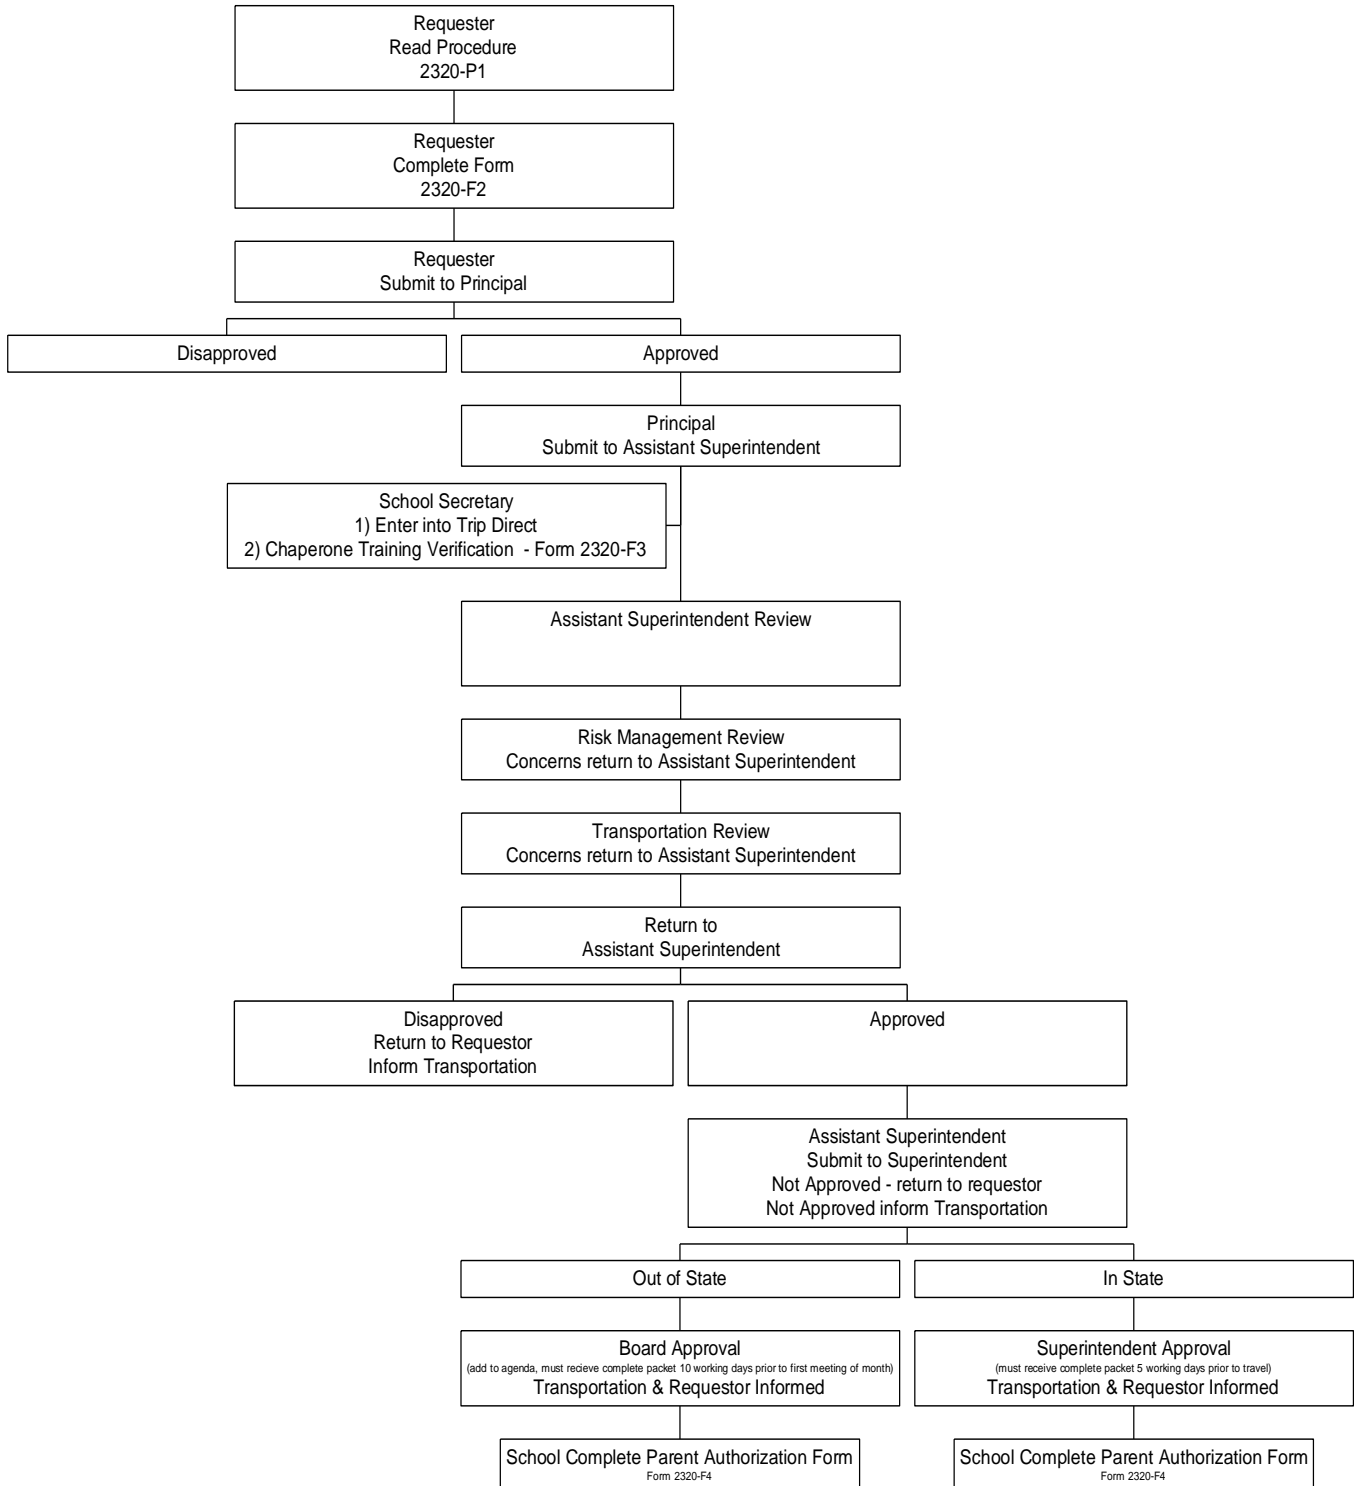 Requester
Read Procedure
2320-P1
Requester
Complete Form
2320-F2
Requester
Submit to Principal
Disapproved
Approved
Principal
Submit to Assistant Superintendent
School Secretary
1) Enter into Trip Direct
2) Chaperone Training Verification - Form 2320-F3
Assistant Superintendent Review
Risk Management Review
Concerns return to Assistant Superintendent
Transportation Review
Concerns return to Assistant Superintendent
Return to
Assistant Superintendent
Disapproved
Return to Requestor
Inform Transportation
Approved
Assistant Superintendent
Submit to Superintendent
Not Approved - return to requestor
Not Approved inform Transportation
Out of State
In State
Board Approval
(add to agenda, must recieve complete packet 10 working days prior to first meeting of month)
Transportation & Requestor Informed
Superintendent Approval
(must receive complete packet 5 working days prior to travel)
Transportation & Requestor Informed
School Complete Parent Authorization Form
Form 2320-F4
School Complete Parent Authorization Form
Form 2320-F4